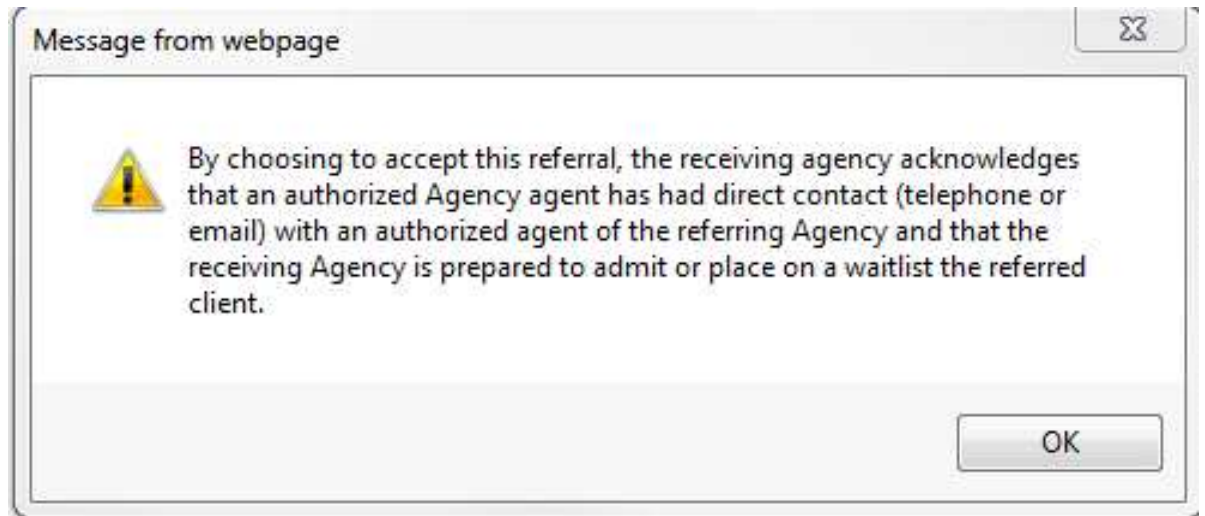 Message from webpage
By choosing to accept this referral, the receiving agency acknowledges
that an authorized Agency agent has had direct contact (telephone or
email) with an authorized agent of the referring Agency and that the
receiving Agency is prepared to admit or place on a waitlist the referred
client.
OK